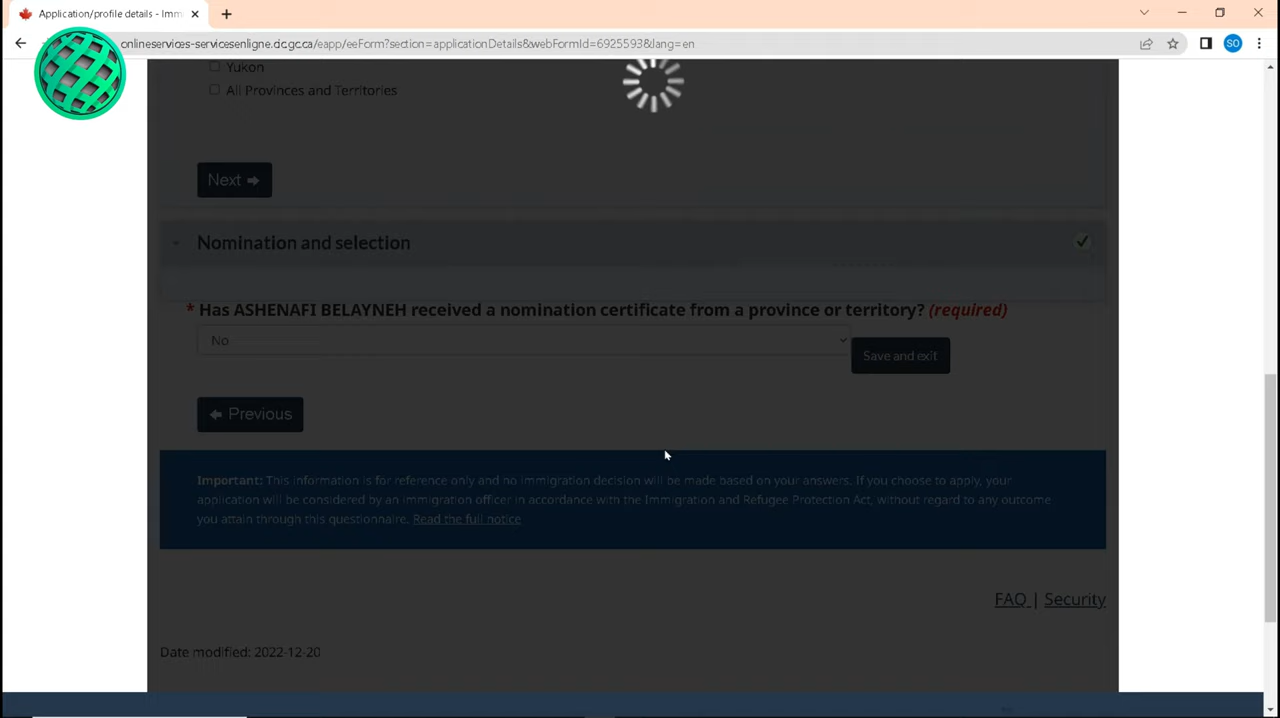 Application/profile details - Imm
onlineservices-servicesenligne.cic.gc.ca/eapp/eeForm?section=applicationDetails&webFormId=6925593&lang=en
SO
Yukon
All Provinces and Territories
Next
Nomination and selection
* Has ASHENAFI BELAYNEH received a nomination certificate from a province or territory? (required)
No
Save and exit
Previous
Important: This information is for reference only and no immigration decision will be made based on your answers. If you choose to apply, your
application will be considered by an immigration officer in accordance with the Immigration and Refugee Protection Act, without regard to any outcome
you attain through this questionnaire. Read the full notice
FAQ | Security
Date modified: 2022-12-20